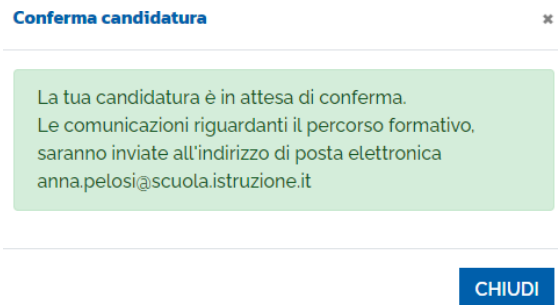 Conferma candidatura
×
La tua candidatura è in attesa di conferma.
Le comunicazioni riguardanti il percorso formativo,
saranno inviate all'indirizzo di posta elettronica
anna.pelosi@scuola.istruzione.it
CHIUDI